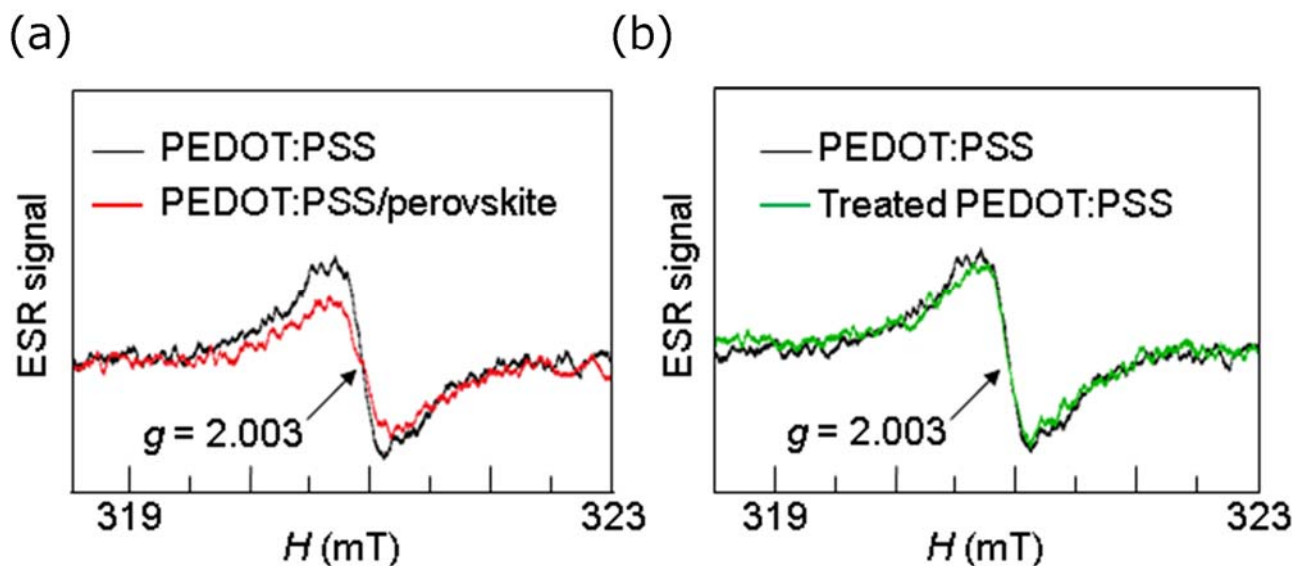 (a)
PEDOT:PSS
PEDOT:PSS/perovskite
ESR signal
g = 2.003
319
323
H (mT)
(b)
PEDOT:PSS
Treated PEDOT:PSS
ESR signal
g = 2.003
319
323
H (mT)